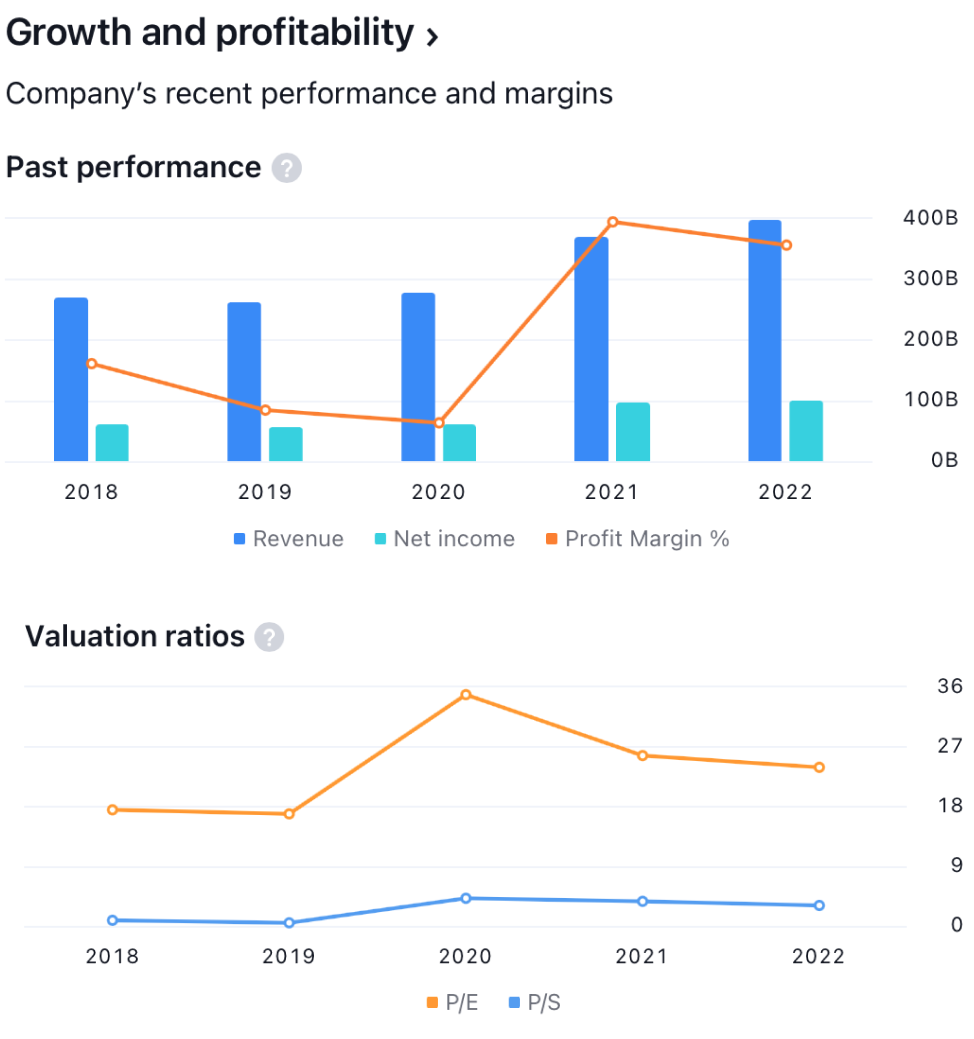 Growth and profitability ›
Company's recent performance and margins
Past performance ?
400B
300B
200B
100B
0B
2018 2019 2020 2021 2022
Revenue Net income Profit Margin %
Valuation ratios ?
36
27
18
9
0
2018 2019 2020 2021 2022
P/E P/S